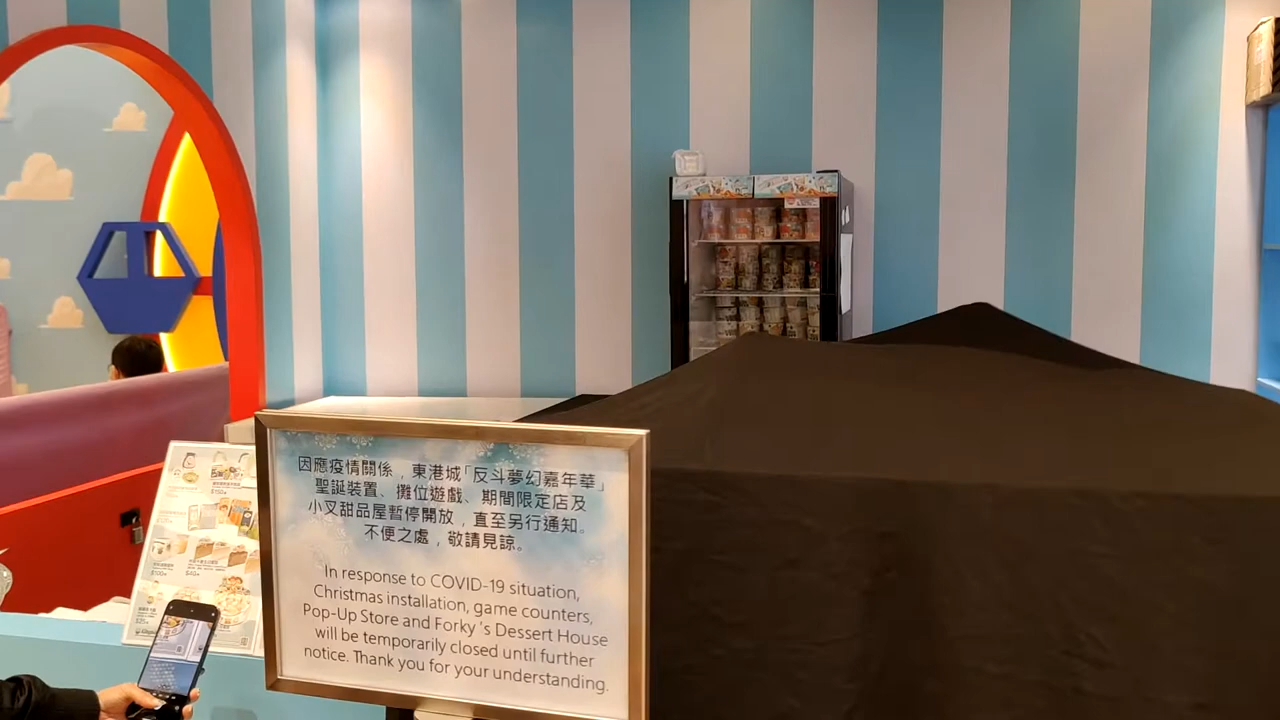 因應疫情關係，東港城「反斗夢幻嘉年華」
聖誕裝置、攤位遊戲、期間限定店及
小叉甜品屋暫停開放，直至另行通知。
不便之處，敬請見諒。
In response to COVID-19 situation,
Christmas installation, game counters,
Pop-Up Store and Forky 's Dessert House
will be temporarily closed until further
notice. Thank you for your understanding.